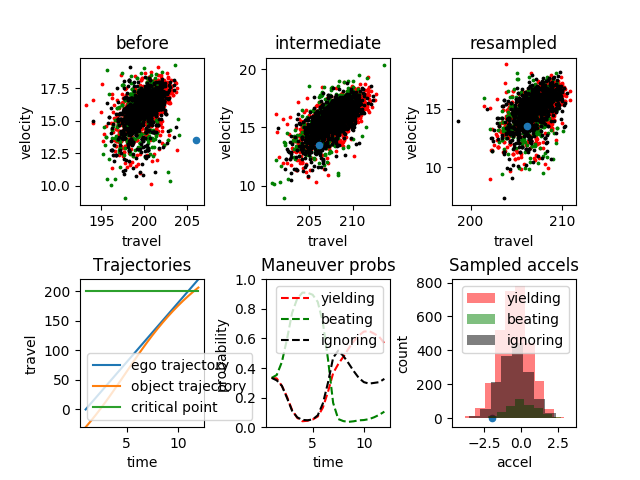 before
intermediate
resampled
velocity
17.5
15.0
12.5
10.0
195
200
205
travel
velocity
20
15
10
205
210
travel
velocity
15
10
200
210
travel
Trajectories
Maneuver probs
Sampled accels
travel
200
150
100
50
0
5
10
time
ego trajectory
object trajectory
critical point
probability
1.0
0.8
0.6
0.4
0.2
0.0
5
10
time
yielding
beating
ignoring
count
800
600
400
200
0
−2.5
0.0
2.5
accel
yielding
beating
ignoring